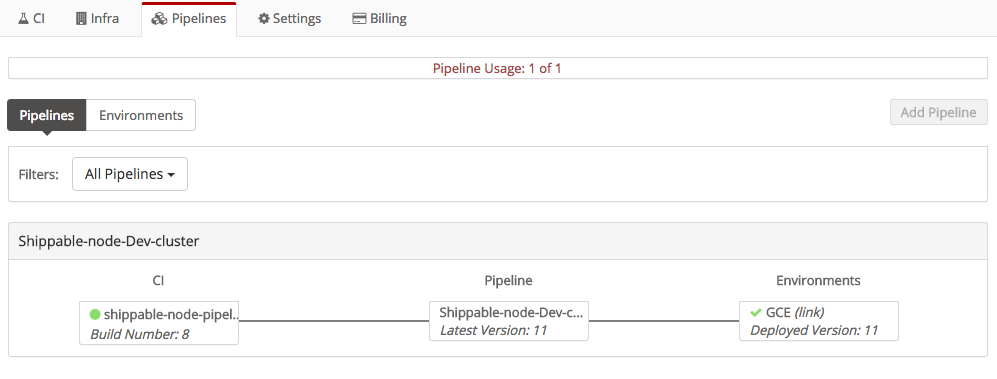 CI Infra Pipelines Settings Billing
Pipeline Usage: 1 of 1
Pipelines Environments Add Pipeline
Filters: All Pipelines
Shippable-node-Dev-cluster
CI Pipeline Environments
shippable-node-pipel... Shippable-node-Dev-c... GCE (link)
Build Number: 8 Latest Version: 11 Deployed Version: 11